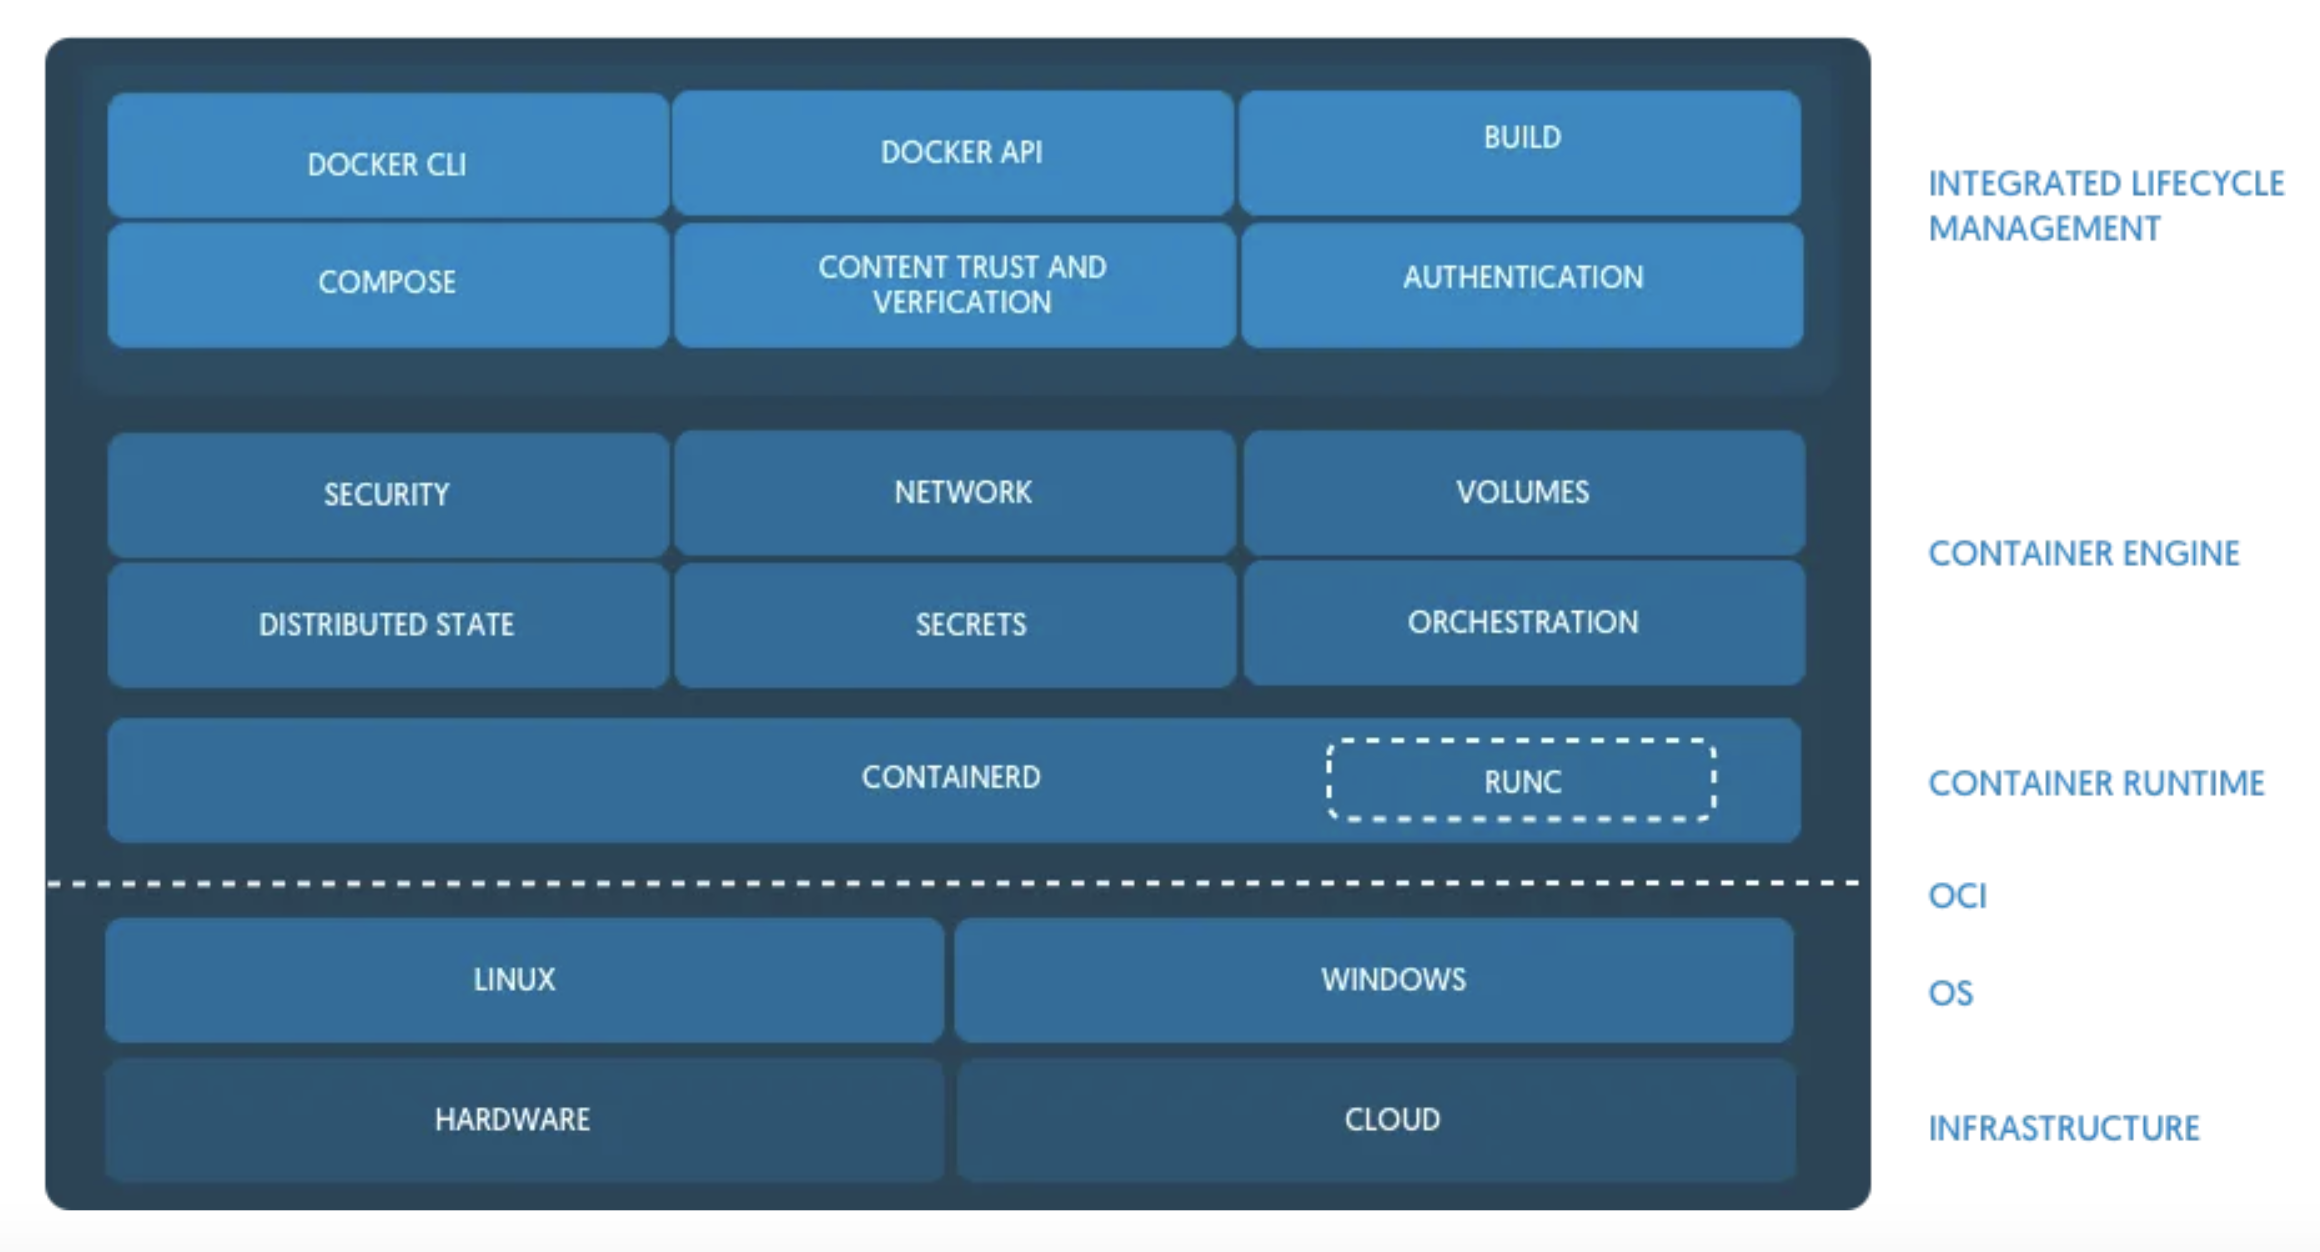 DOCKER CLI
DOCKER API
BUILD
INTEGRATED LIFECYCLE
MANAGEMENT
COMPOSE
CONTENT TRUST AND
VERFICATION
AUTHENTICATION
SECURITY
NETWORK
VOLUMES
CONTAINER ENGINE
DISTRIBUTED STATE
SECRETS
ORCHESTRATION
CONTAINERD
RUNC
CONTAINER RUNTIME
OCI
LINUX
WINDOWS
OS
HARDWARE
CLOUD
INFRASTRUCTURE